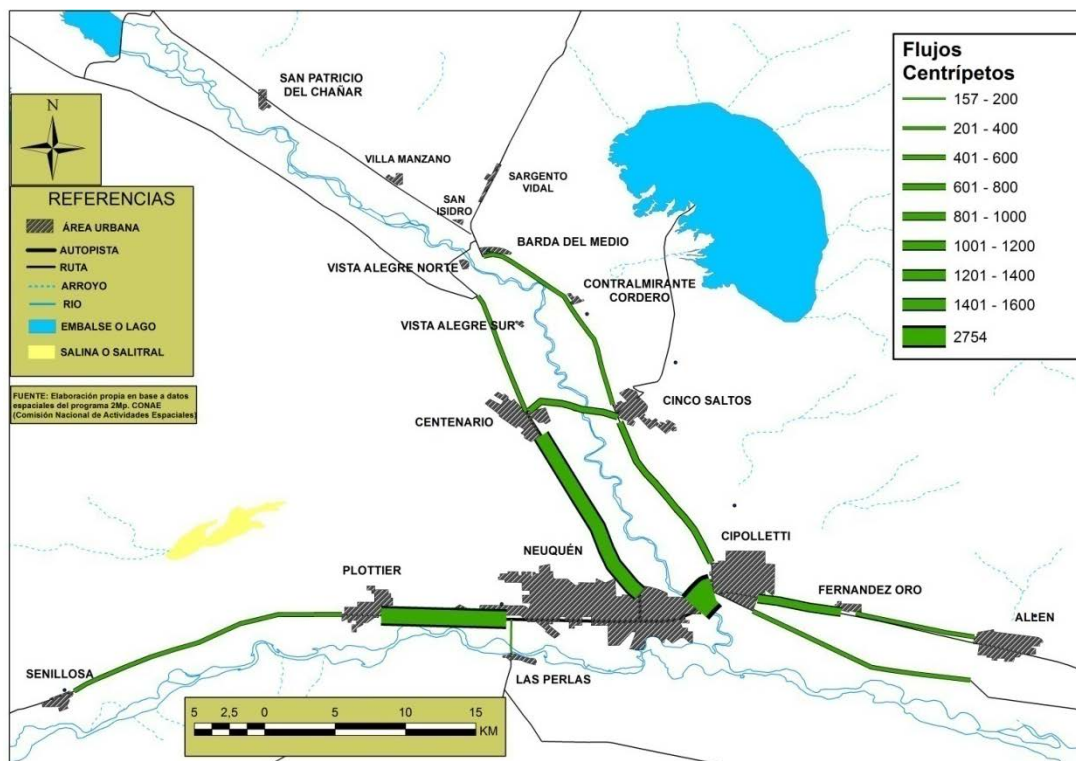 SAN PATRICIO
DEL CHAÑAR
VILLA MANZANO
SARGENTO
VIDAL
SAN
ISIDRO
BARDA DEL MEDIO
VISTA ALEGRE NORTE
CONTRALMIRANTE
CORDERO
VISTA ALEGRE SUR
CINCO SALTOS
CENTENARIO
CIPOLLETTI
NEUQUÉN
PLOTTIER
FERNANDEZ ORO
ALLEN
SENILLOSA
LAS PERLAS
N
REFERENCIAS
ÁREA URBANA
AUTOPISTA
RUTA
ARROYO
RIO
EMBALSE O LAGO
SALINA O SALITRAL
FUENTE: Elaboración propia en base a datos
espaciales del programa 2Mp. CONAE
(Comisión Nacional de Actividades Espaciales)
Flujos
Centrípetos
157 - 200
201 - 400
401 - 600
601 - 800
801 - 1000
1001 - 1200
1201 - 1400
1401 - 1600
2754
5 2,5 0 5 10 15
KM